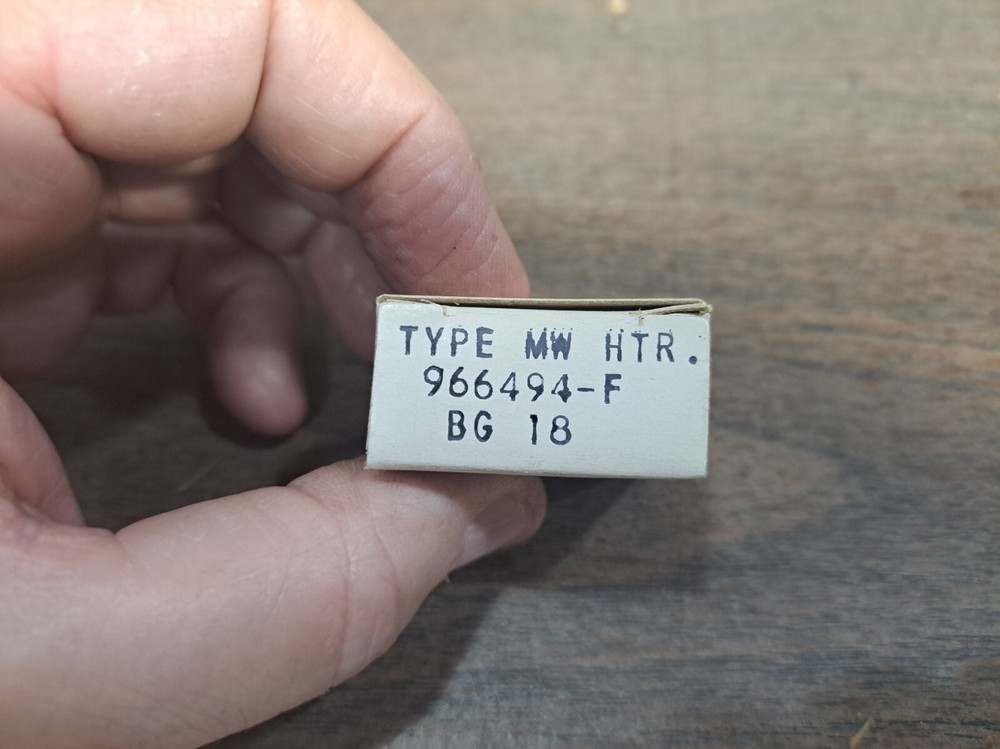 TYPE MW HTR.
966494-F
BG 18